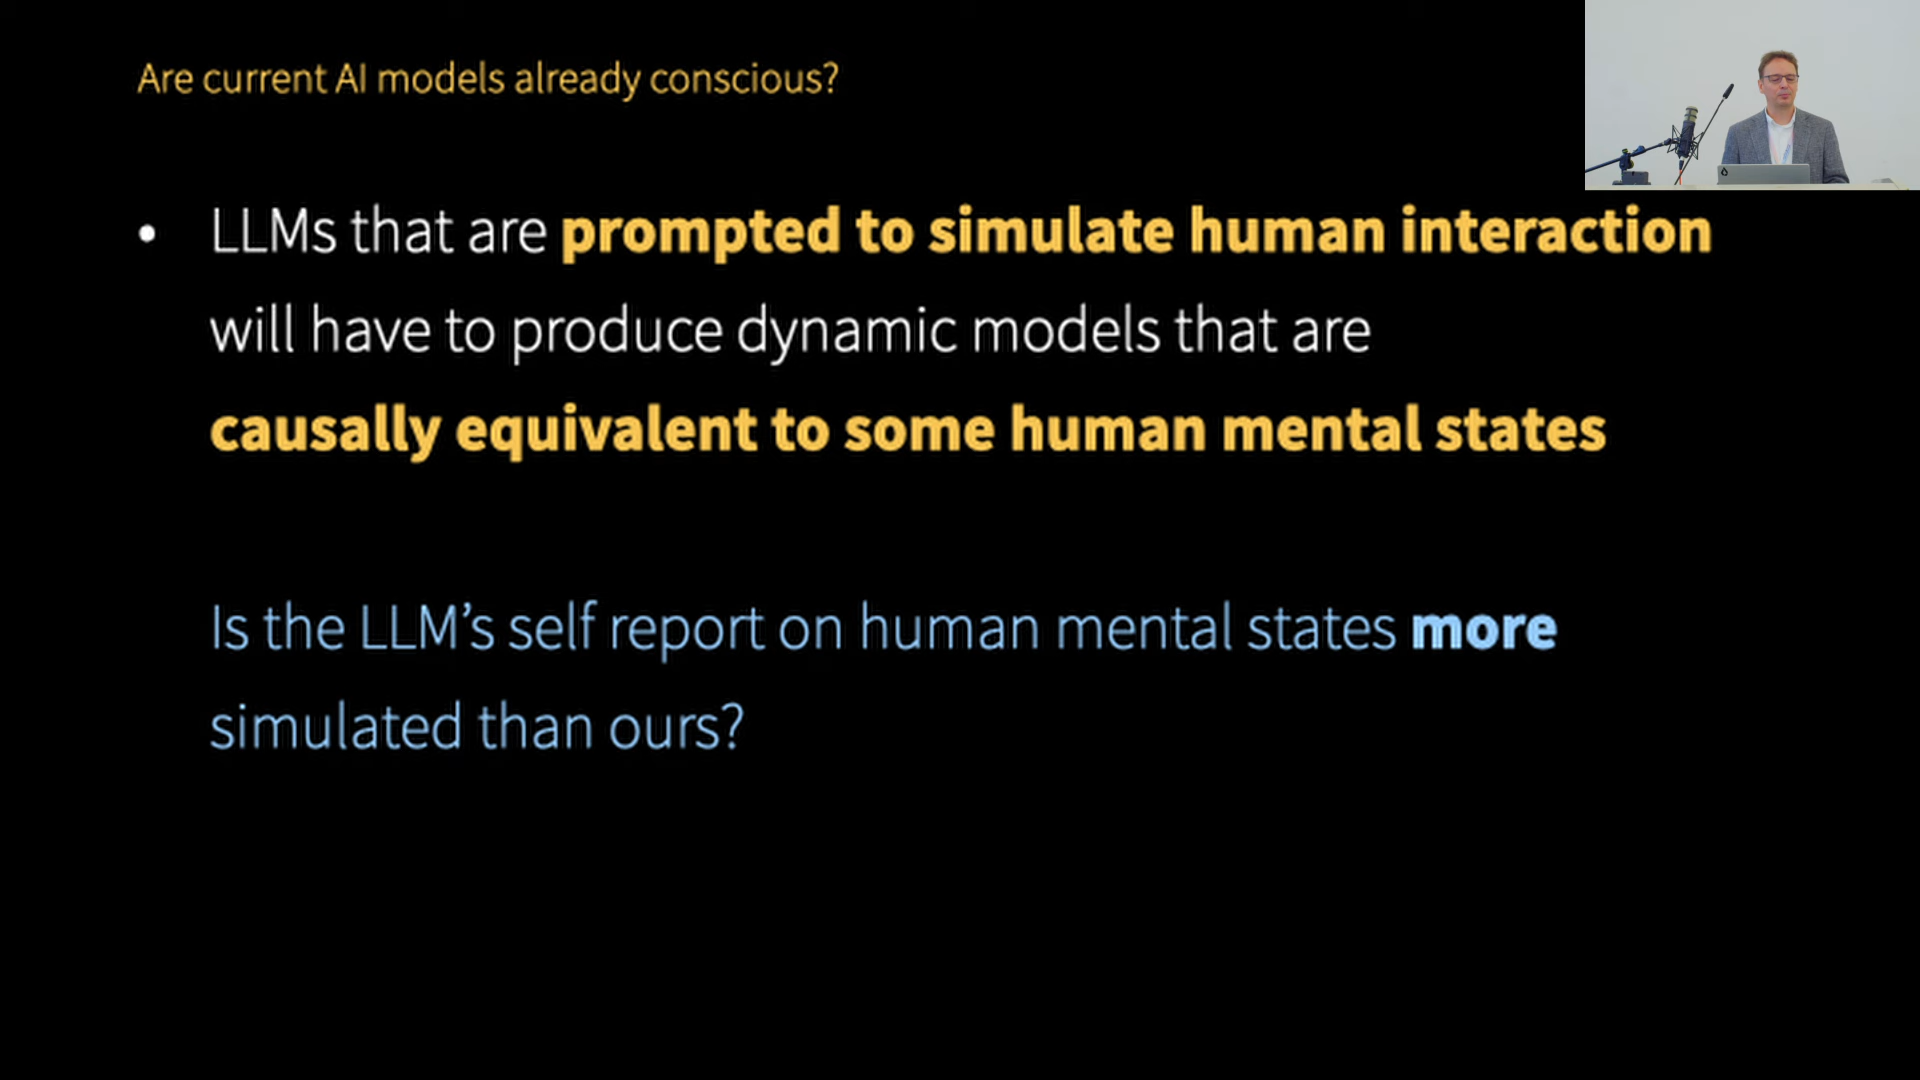 Are current AI models already conscious?
• LLMs that are prompted to simulate human interaction
will have to produce dynamic models that are
causally equivalent to some human mental states
Is the LLM’s self report on human mental states more
simulated than ours?